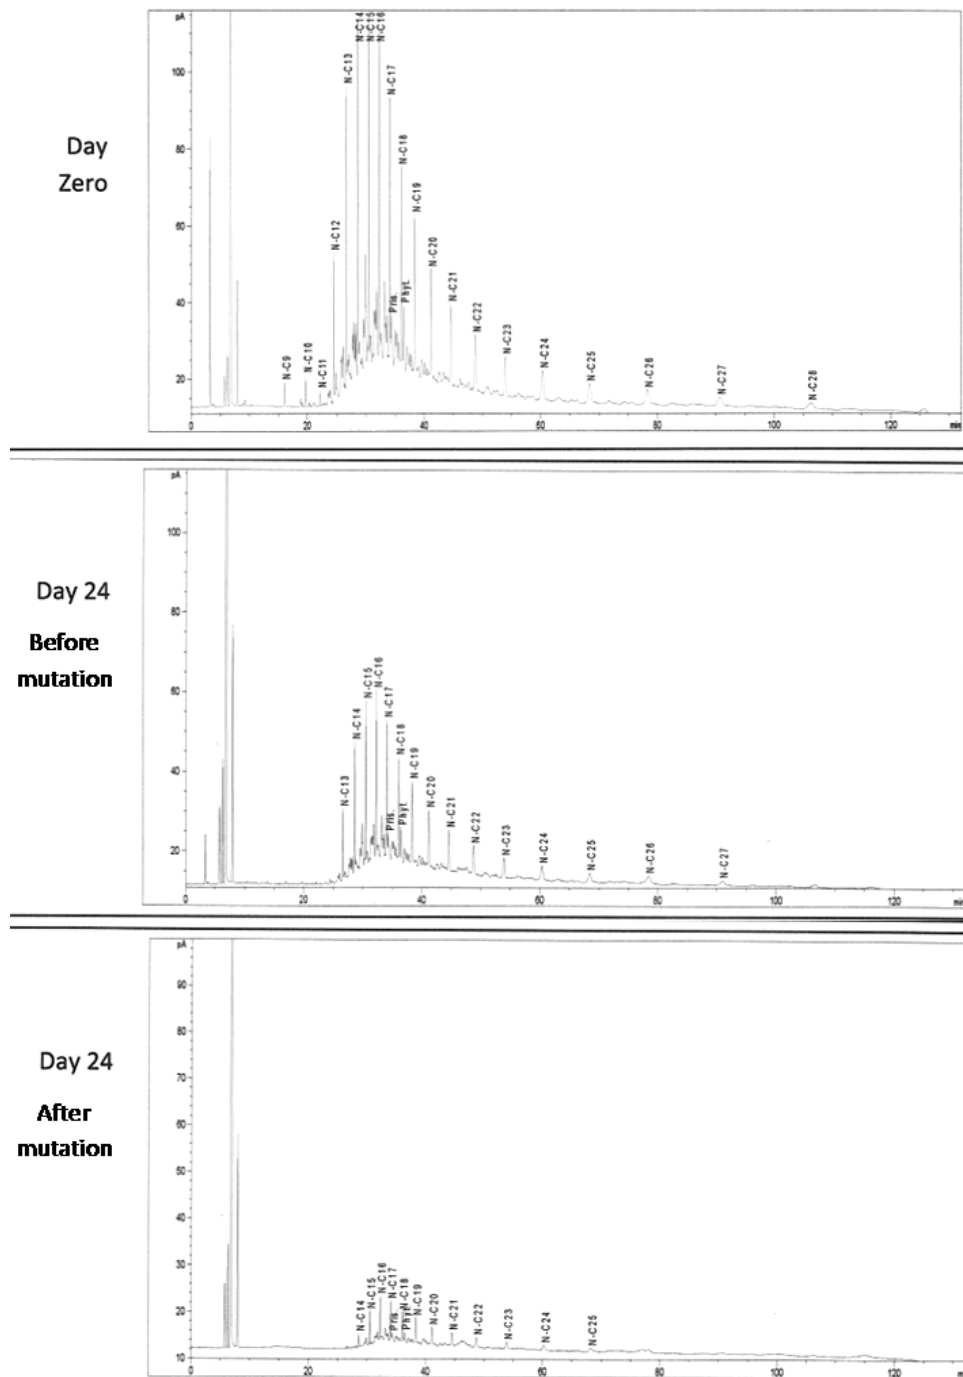 pA
100
80
60
40
20
Day
Zero
N-C9
N-C10
N-C11
N-C12
N-C13
N-C14
N-C15
N-C16
N-C17
Pris.
N-C18
Phyt.
N-C19
N-C20
N-C21
N-C22
N-C23
N-C24
N-C25
N-C26
N-C27
N-C28
0
20
40
60
80
100
120
min
pA
100
80
60
40
20
Day 24
Before
mutation
N-C13
N-C14
N-C15
N-C16
N-C17
Pris.
N-C18
Phyt.
N-C19
N-C20
N-C21
N-C22
N-C23
N-C24
N-C25
N-C26
N-C27
0
20
40
60
80
100
120
min
pA
90
80
70
60
50
40
30
20
10
Day 24
After
mutation
N-C14
N-C15
N-C16
N-C17
Pris.
N-C18
Phyt.
N-C19
N-C20
N-C21
N-C22
N-C23
N-C24
N-C25
0
20
40
60
80
100
120
min